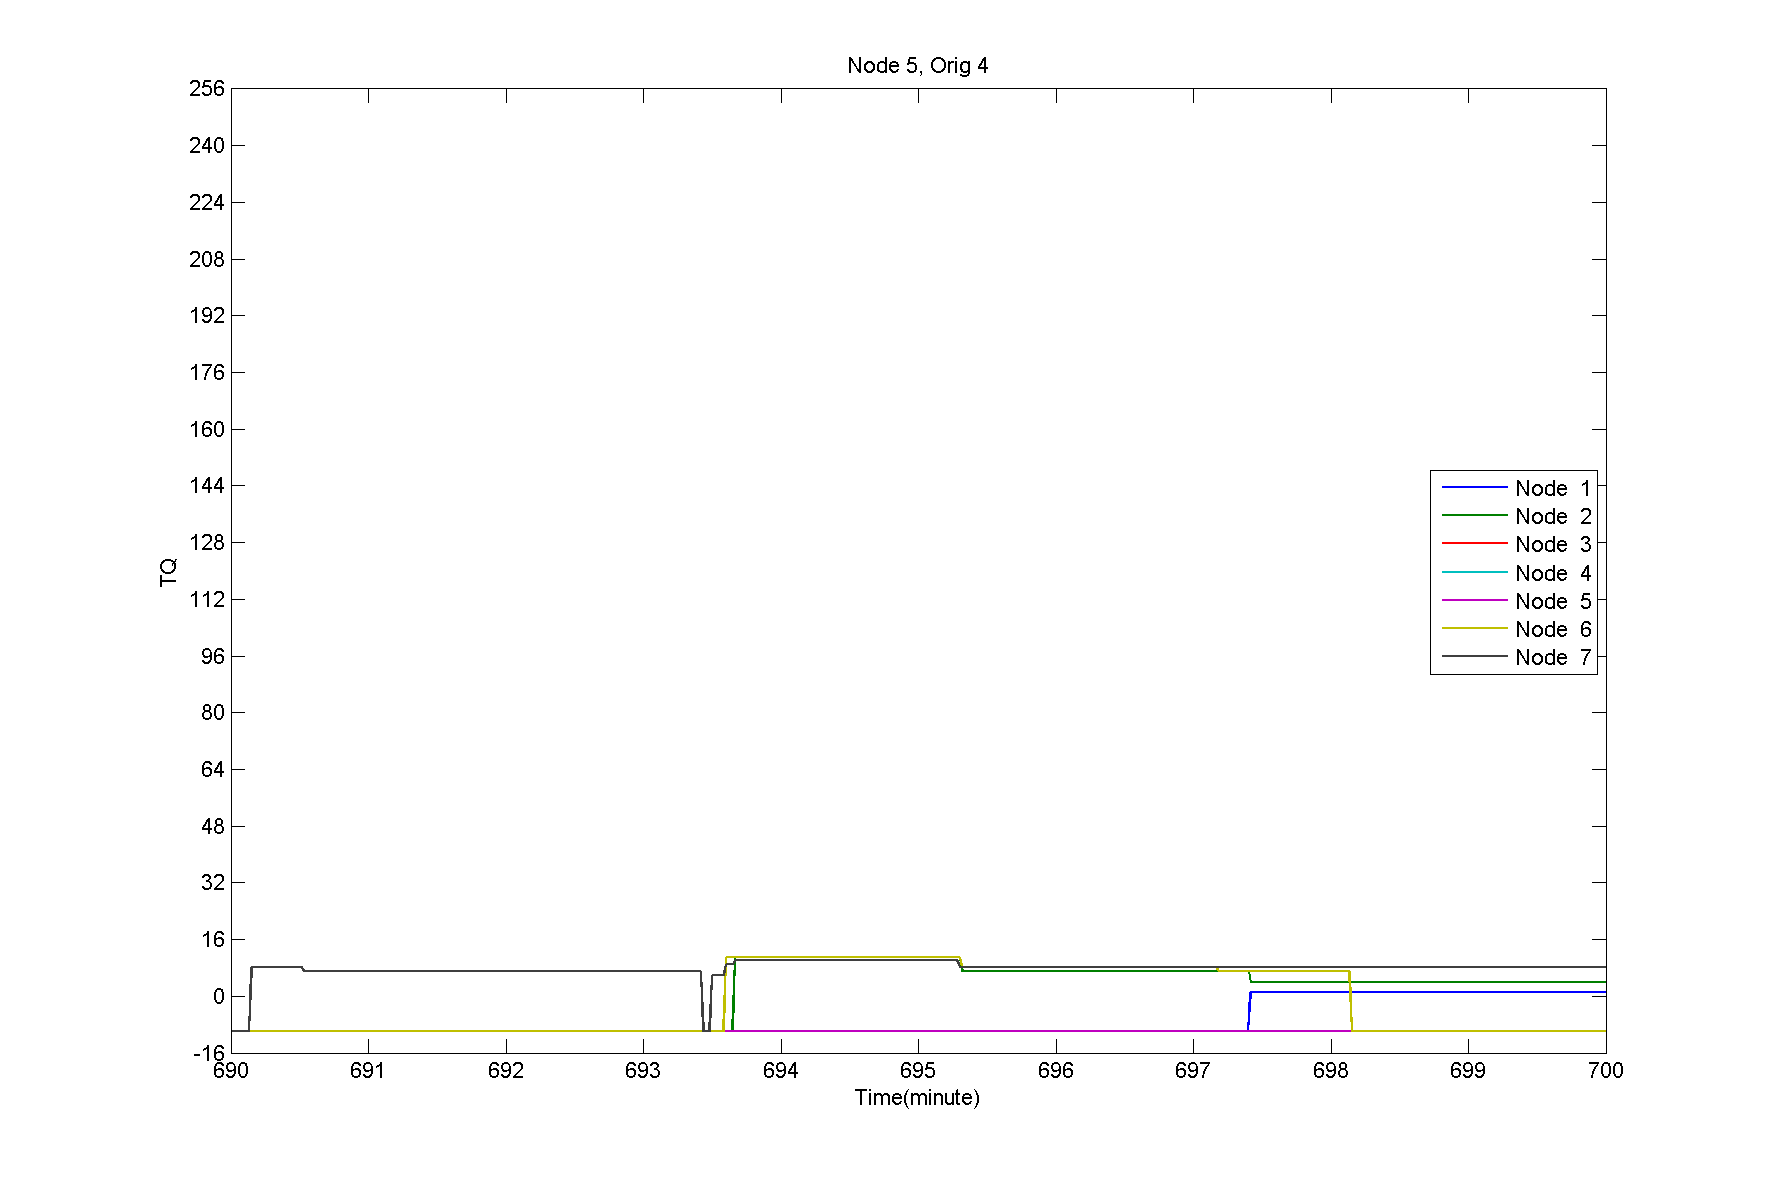 Node 5, Orig 4
256
240
224
208
192
176
160
144
128
112
96
80
64
48
32
16
0
-16
TQ
Node 1
Node 2
Node 3
Node 4
Node 5
Node 6
Node 7
690 691 692 693 694 695 696 697 698 699 700
Time(minute)